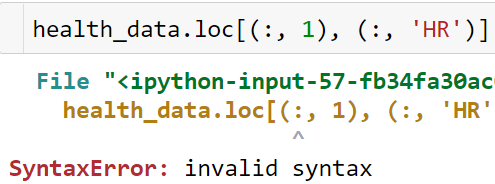 health_data.loc[(:, 1), (:, 'HR')]
File "<ipython-input-57-fb34fa30ac
health_data.loc[(:, 1), (:, 'HR'
^
SyntaxError: invalid syntax